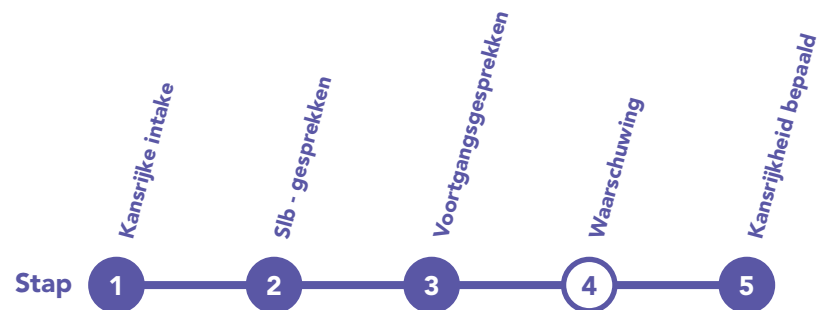 Kansrijke intake
Slb - gesprekken
Voortgangsgesprekken
Waarschuwing
Kansrijkheid bepaald
Stap 1 2 3 4 5